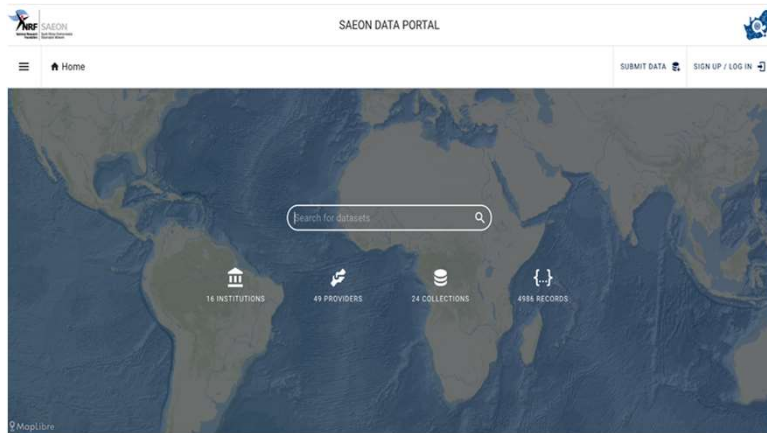 NRF SAEON
SAEON DATA PORTAL
Home
SUBMIT DATA
SIGN UP / LOG IN
Search for datasets
16 INSTITUTIONS
49 PROVIDERS
24 COLLECTIONS
{...}
4986 RECORDS
MapLibre